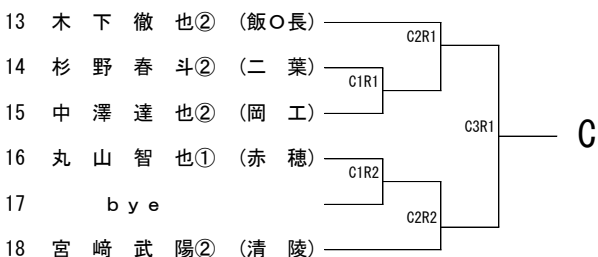 13 木下徹也② (飯O長)
C2R1
14 杉野春斗② (二葉)
C1R1
15 中澤達也② (岡工)
C3R1
C
16 丸山智也① (赤穂)
C1R2
17 bye
C2R2
18 宮﨑武陽② (清陵)